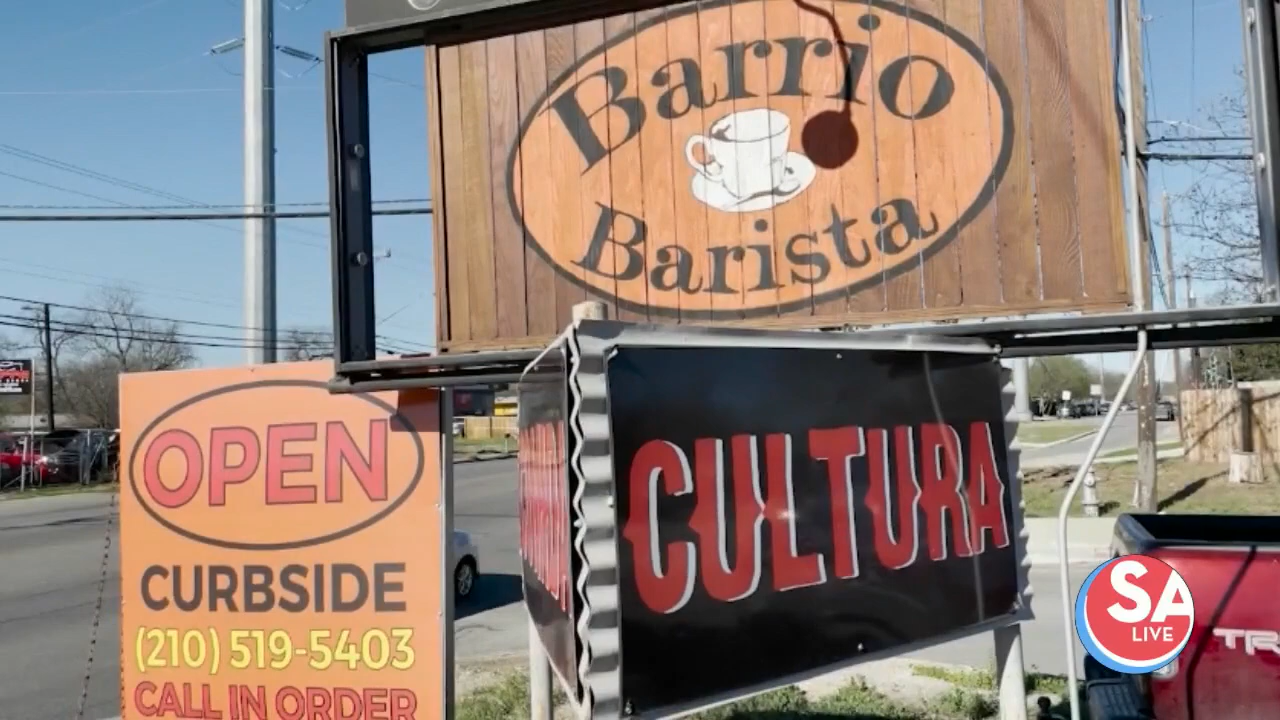 Barrio
Barista
OPEN
CURBSIDE
(210) 519-5403
CALL IN ORDER
CULTURA
SA
LIVE